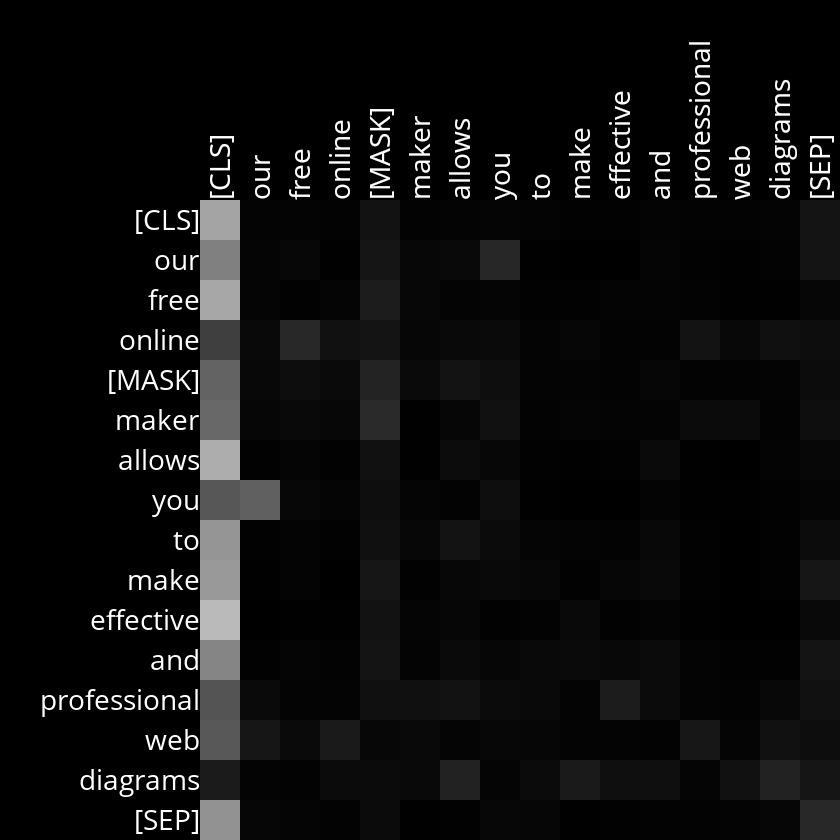 [CLS] our free online [MASK] maker allows you to make effective and professional web diagrams [SEP]
[CLS]
our
free
online
[MASK]
maker
allows
you
to
make
effective
and
professional
web
diagrams
[SEP]